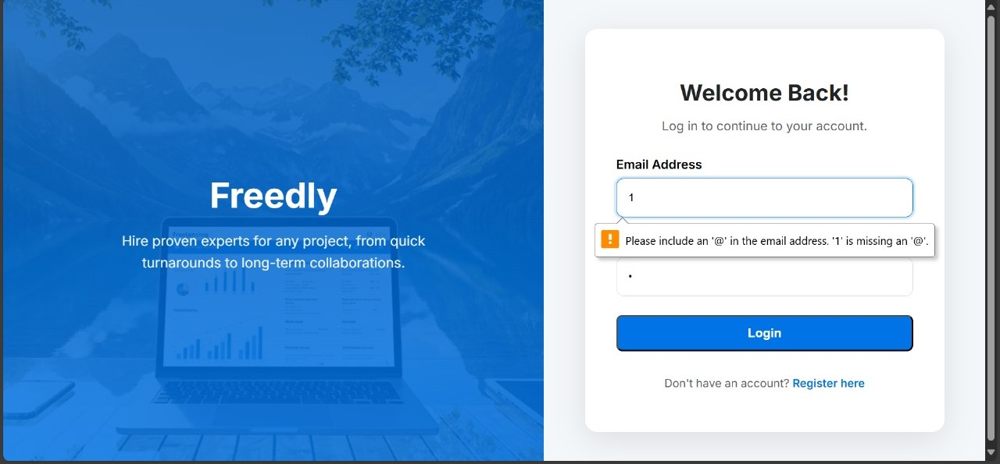 Freedly
Hire proven experts for any project, from quick
turnarounds to long-term collaborations.
Welcome Back!
Log in to continue to your account.
Email Address
1
Please include an '@' in the email address. '1' is missing an '@'.
•
Login
Don't have an account? Register here